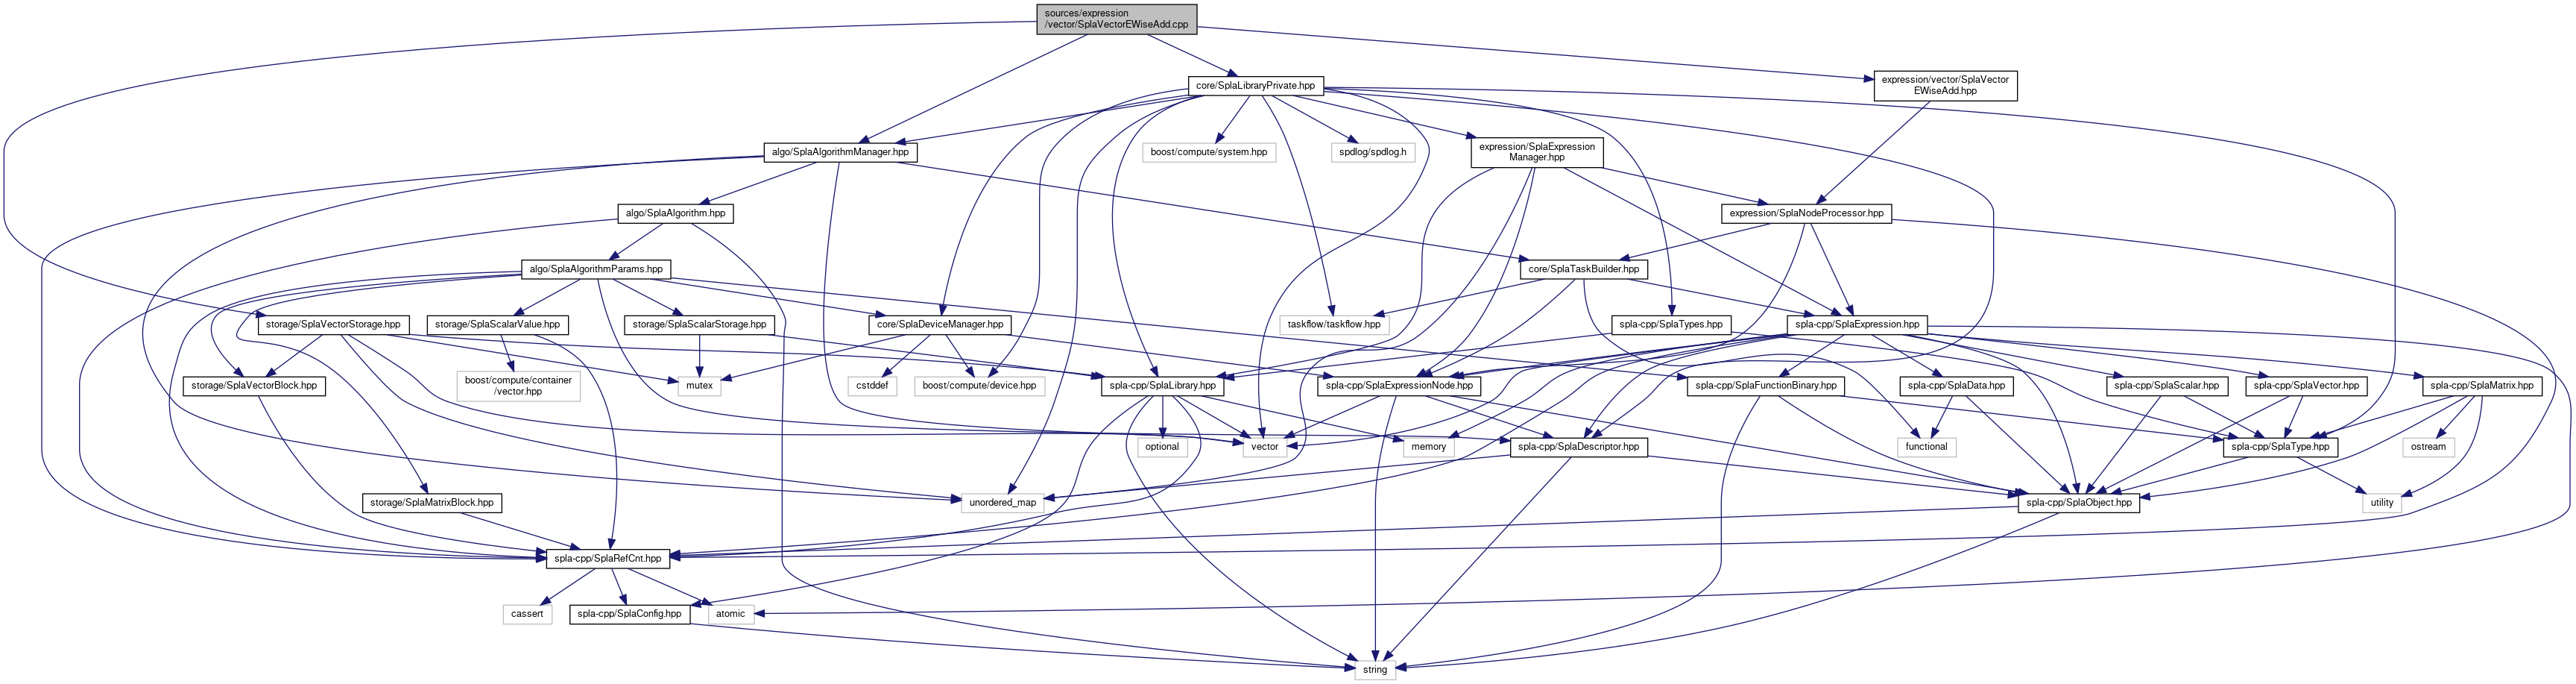 sources/expression
/vector/SplaVectorEWiseAdd.cpp
core/SplaLibraryPrivate.hpp
expression/vector/SplaVector
EWiseAdd.hpp
algo/SplaAlgorithmManager.hpp
boost/compute/system.hpp
spdlog/spdlog.h
expression/SplaExpression
Manager.hpp
algo/SplaAlgorithm.hpp
expression/SplaNodeProcessor.hpp
algo/SplaAlgorithmParams.hpp
core/SplaTaskBuilder.hpp
storage/SplaVectorStorage.hpp
storage/SplaScalarValue.hpp
storage/SplaScalarStorage.hpp
core/SplaDeviceManager.hpp
taskflow/taskflow.hpp
spla-cpp/SplaTypes.hpp
spla-cpp/SplaExpression.hpp
storage/SplaVectorBlock.hpp
boost/compute/container
/vector.hpp
mutex
cstddef
boost/compute/device.hpp
spla-cpp/SplaLibrary.hpp
spla-cpp/SplaExpressionNode.hpp
spla-cpp/SplaFunctionBinary.hpp
spla-cpp/SplaData.hpp
spla-cpp/SplaScalar.hpp
spla-cpp/SplaVector.hpp
spla-cpp/SplaMatrix.hpp
optional
vector
memory
spla-cpp/SplaDescriptor.hpp
functional
spla-cpp/SplaType.hpp
ostream
storage/SplaMatrixBlock.hpp
unordered_map
spla-cpp/SplaObject.hpp
utility
spla-cpp/SplaRefCnt.hpp
cassert
spla-cpp/SplaConfig.hpp
atomic
string